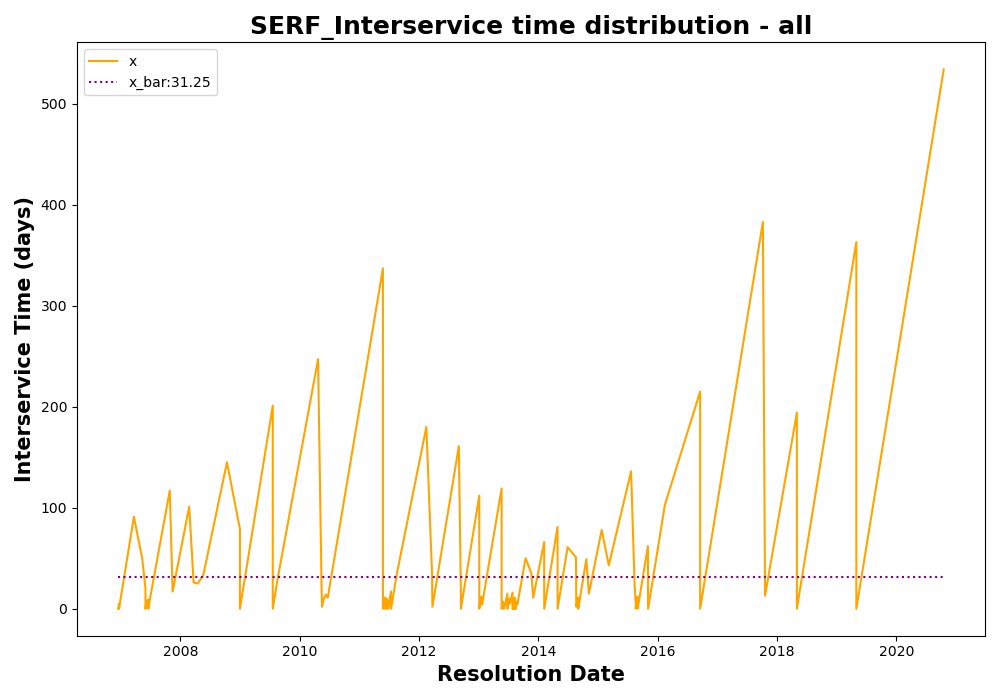 SERF_Interservice time distribution - all
x
x_bar:31.25
Interservice Time (days)
500
400
300
200
100
0
2008 2010 2012 2014 2016 2018 2020
Resolution Date